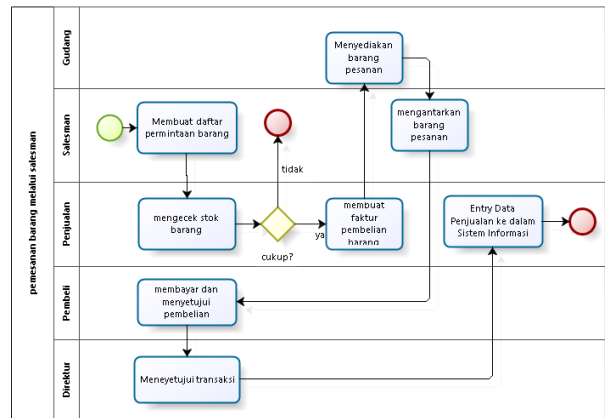 pemesanan barang melalui salesman
Gudang
Menyediakan
barang
pesanan
Salesman
Membuat daftar
permintaan barang
mengantarkan
barang
pesanan
tidak
Penjualan
mengecek stok
barang
cukup?
ya
membuat
faktur
pembelian
barang
Entry Data
Penjualan ke dalam
Sistem Informasi
Pembeli
membayar dan
menyetujui
pembelian
Direktur
Meneyetujui transaksi